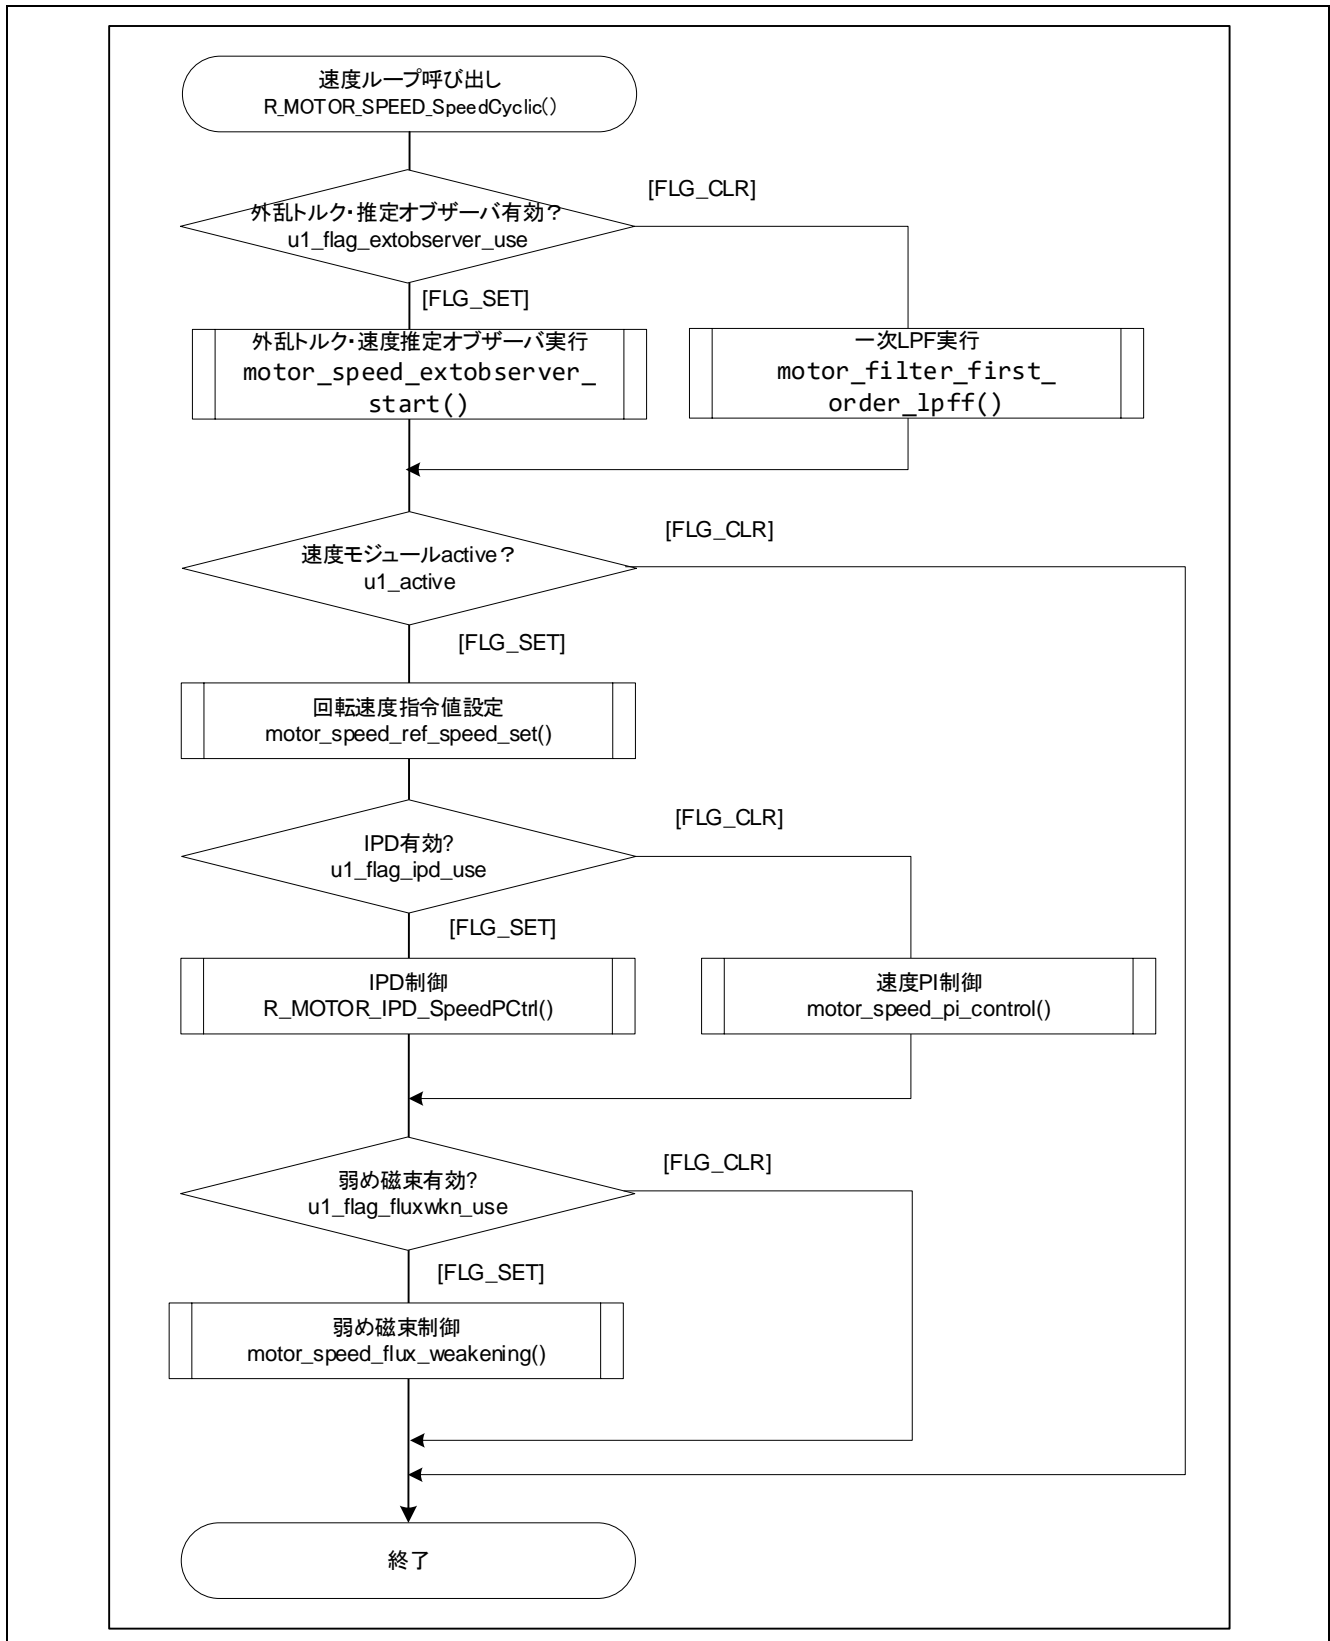 速度ループ呼び出し
R_MOTOR_SPEED_SpeedCyclic()
[FLG_CLR]
外乱トルク・推定オブザーバ有効？
u1_flag_extobserver_use
[FLG_SET]
外乱トルク・速度推定オブザーバ実行
motor_speed_extobserver_
start()
一次LPF実行
motor_filter_first_
order_lpff()
[FLG_CLR]
速度モジュールactive？
u1_active
[FLG_SET]
回転速度指令値設定
motor_speed_ref_speed_set()
[FLG_CLR]
IPD有効?
u1_flag_ipd_use
[FLG_SET]
IPD制御
R_MOTOR_IPD_SpeedPCtrl()
速度PI制御
motor_speed_pi_control()
[FLG_CLR]
弱め磁束有効?
u1_flag_fluxwkn_use
[FLG_SET]
弱め磁束制御
motor_speed_flux_weakening()
終了